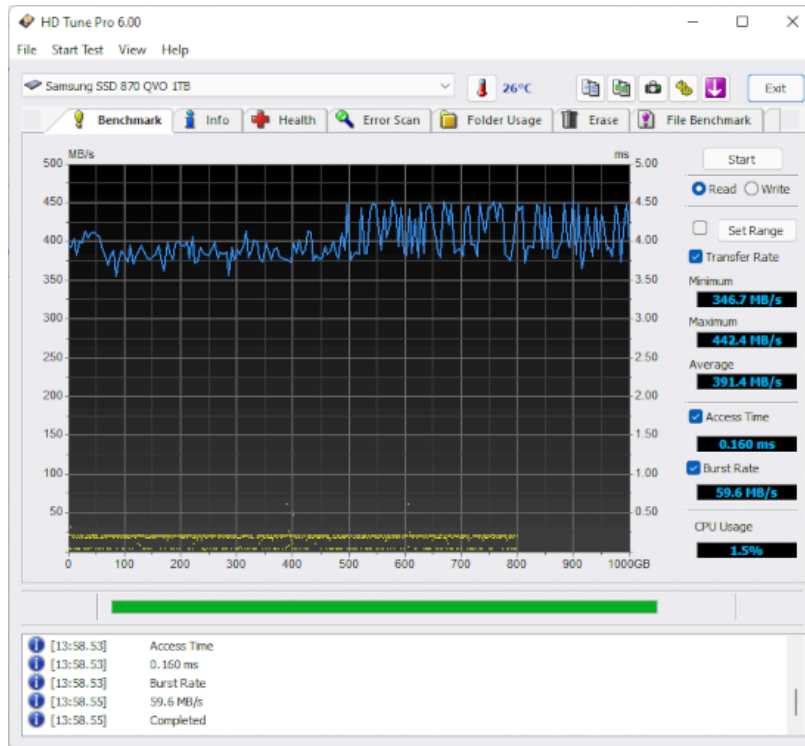 HD Tune Pro 6.00
File Start Test View Help
Samsung SSD 870 QVO 1TB
26°C
Exit
Benchmark Info Health Error Scan Folder Usage Erase File Benchmark
MB/s ms
500 5.00
450 4.50
400 4.00
350 3.50
300 3.00
250 2.50
200 2.00
150 1.50
100 1.00
50 0.50
0 100 200 300 400 500 600 700 800 900 1000GB
Start
Read Write
Set Range
Transfer Rate
Minimum
346.7 MB/s
Maximum
442.4 MB/s
Average
391.4 MB/s
Access Time
0.160 ms
Burst Rate
59.6 MB/s
CPU Usage
1.5%
[13:58.53] Access Time
[13:58.53] 0.160 ms
[13:58.53] Burst Rate
[13:58.55] 59.6 MB/s
[13:58.55] Completed